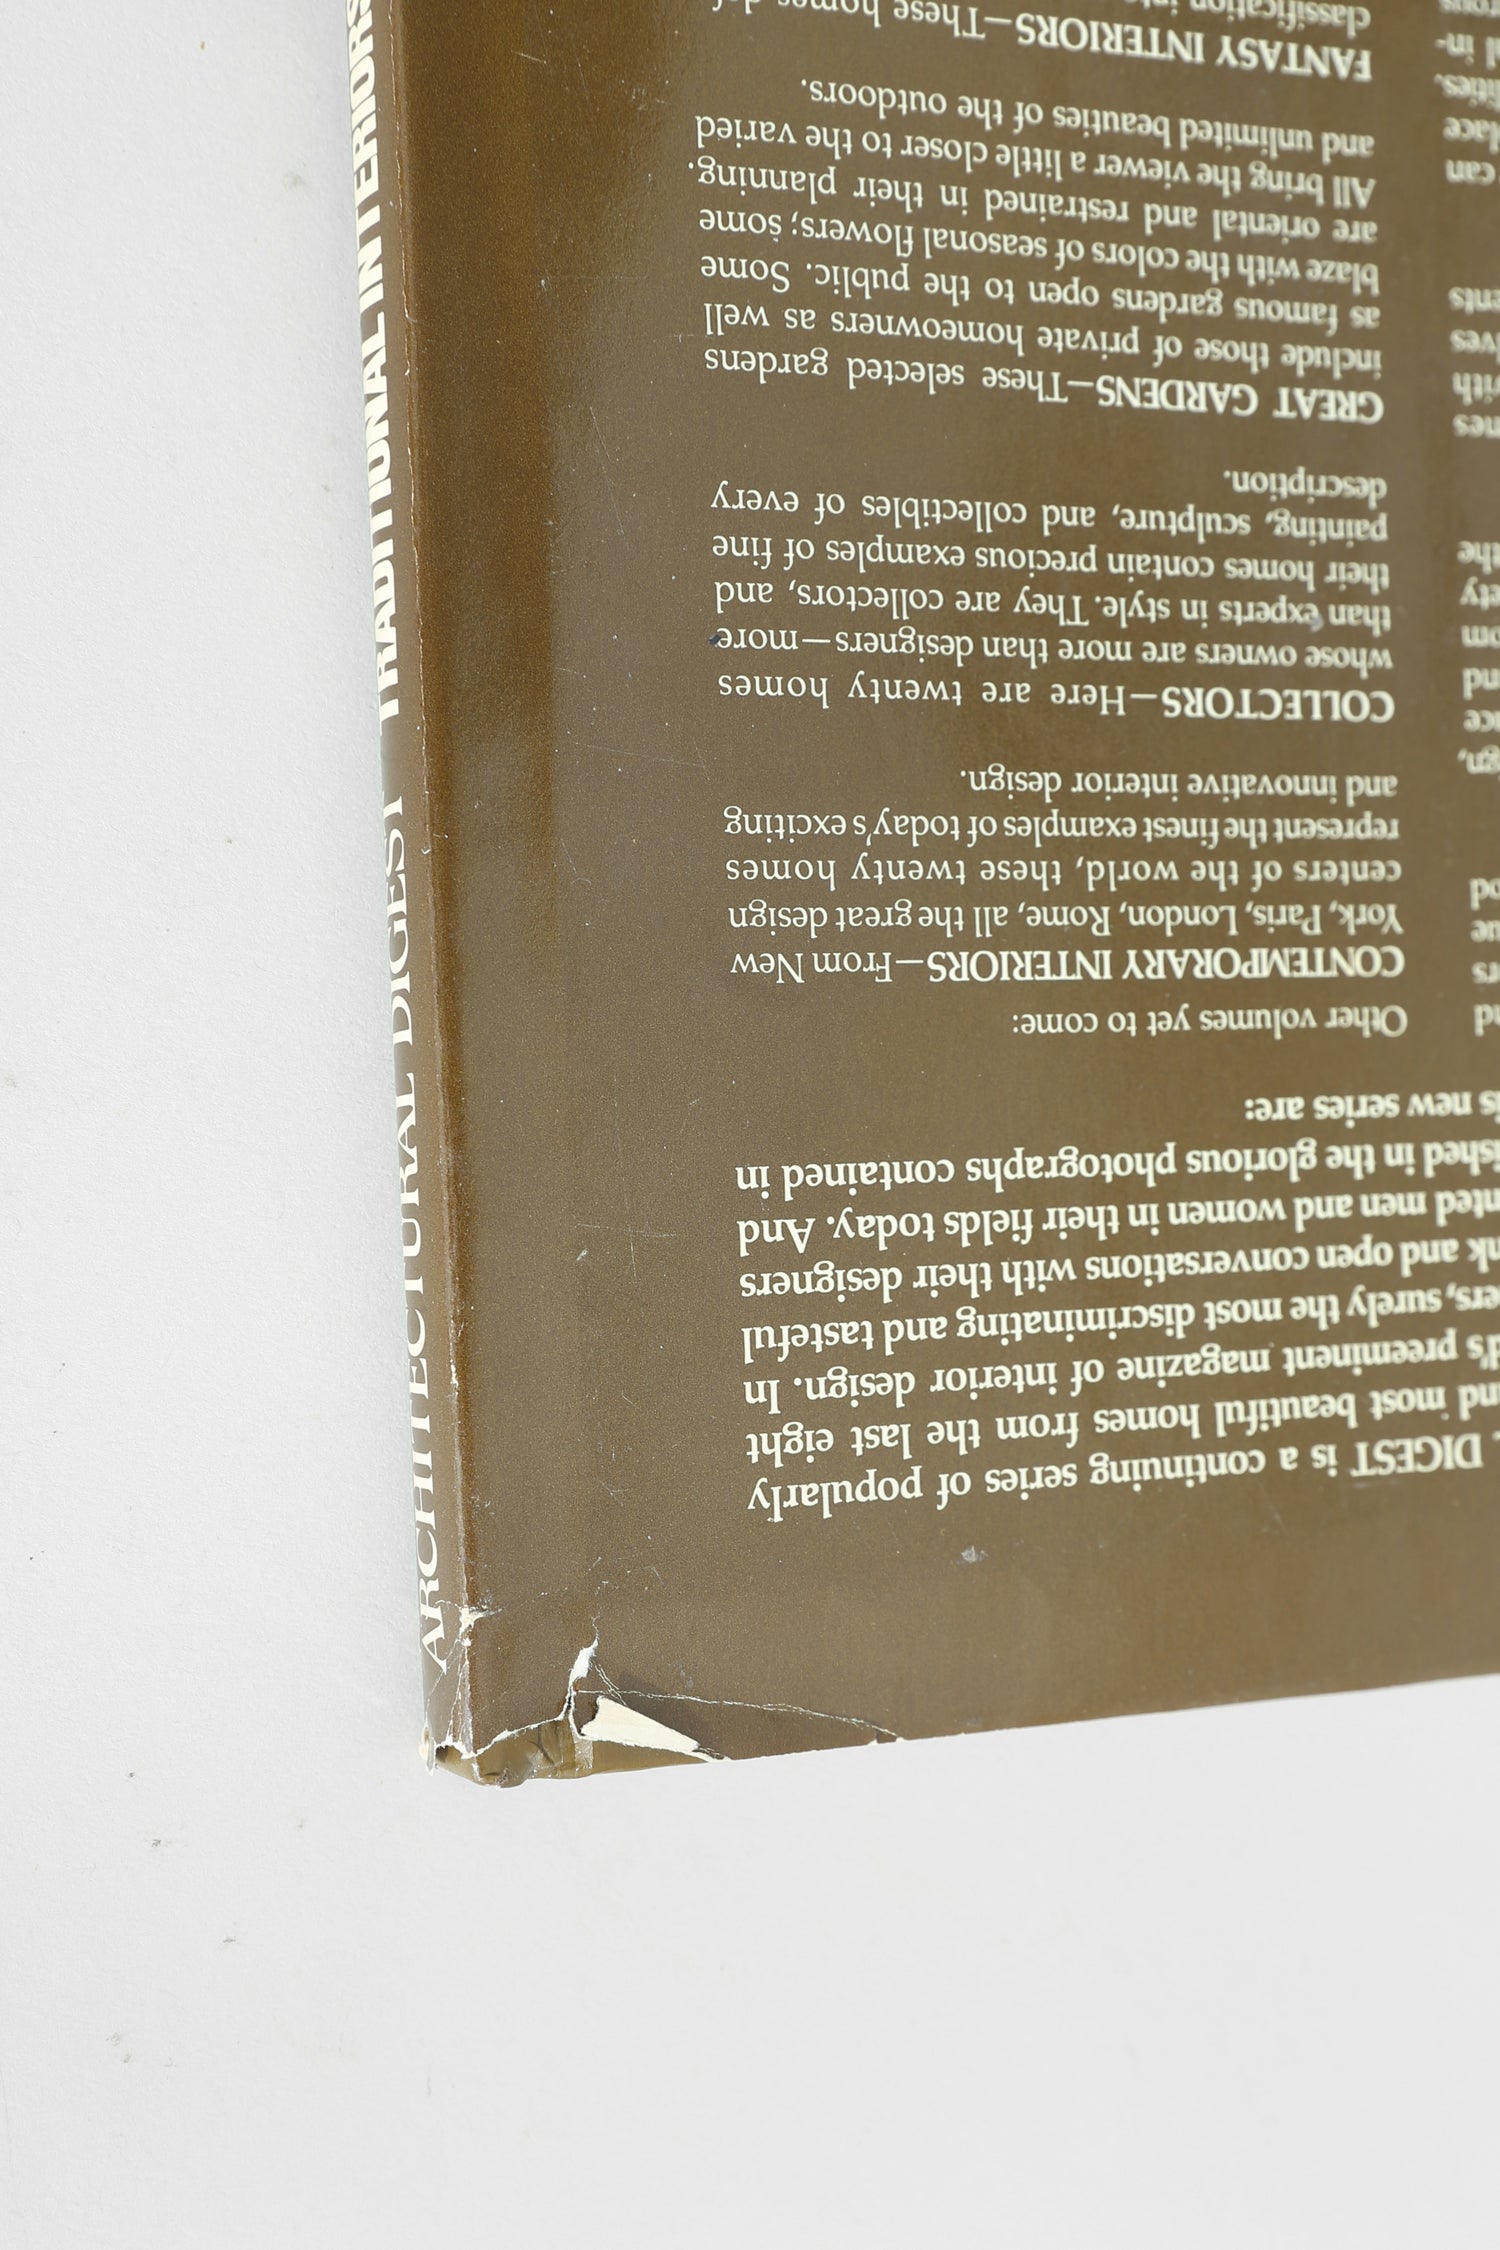 ARCHITECTURAL DIGEST TRADITIONAL INTERIORS
DIGEST is a continuing series of popularly
most beautiful homes from the last eight
preeminent magazine of interior design. In
surely the most discriminating and tasteful
and open conversations with their designers
men and women in their fields today. And
in the glorious photographs contained in
new series are:
Other volumes yet to come:
CONTEMPORARY INTERIORS—From New
York, Paris, London, Rome, all the great design
centers of the world, these twenty homes
represent the finest examples of today's exciting
and innovative interior design.
COLLECTORS—Here are twenty homes
whose owners are more than designers—more
than experts in style. They are collectors, and
their homes contain precious examples of fine
painting, sculpture, and collectibles of every
description.
GREAT GARDENS—These selected gardens
include those of private homeowners as well
as famous gardens open to the public. Some
blaze with the colors of seasonal flowers; some
are oriental and restrained in their planning.
All bring the viewer a little closer to the varied
and unlimited beauties of the outdoors.
FANTASY INTERIORS—These homes
classification
can
the
with